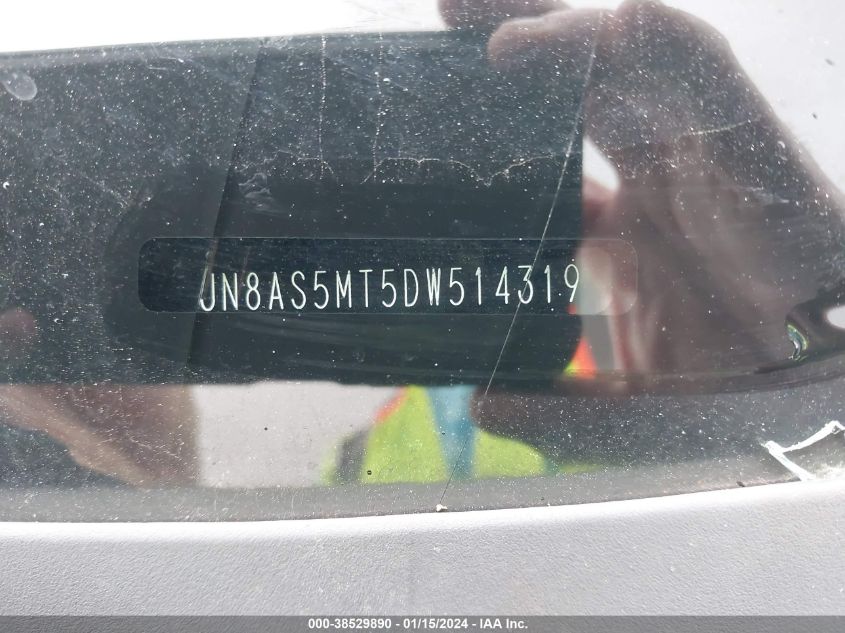 JN8AS5MT5DW514319
000-38529890 - 01/15/2024 - IAA Inc.